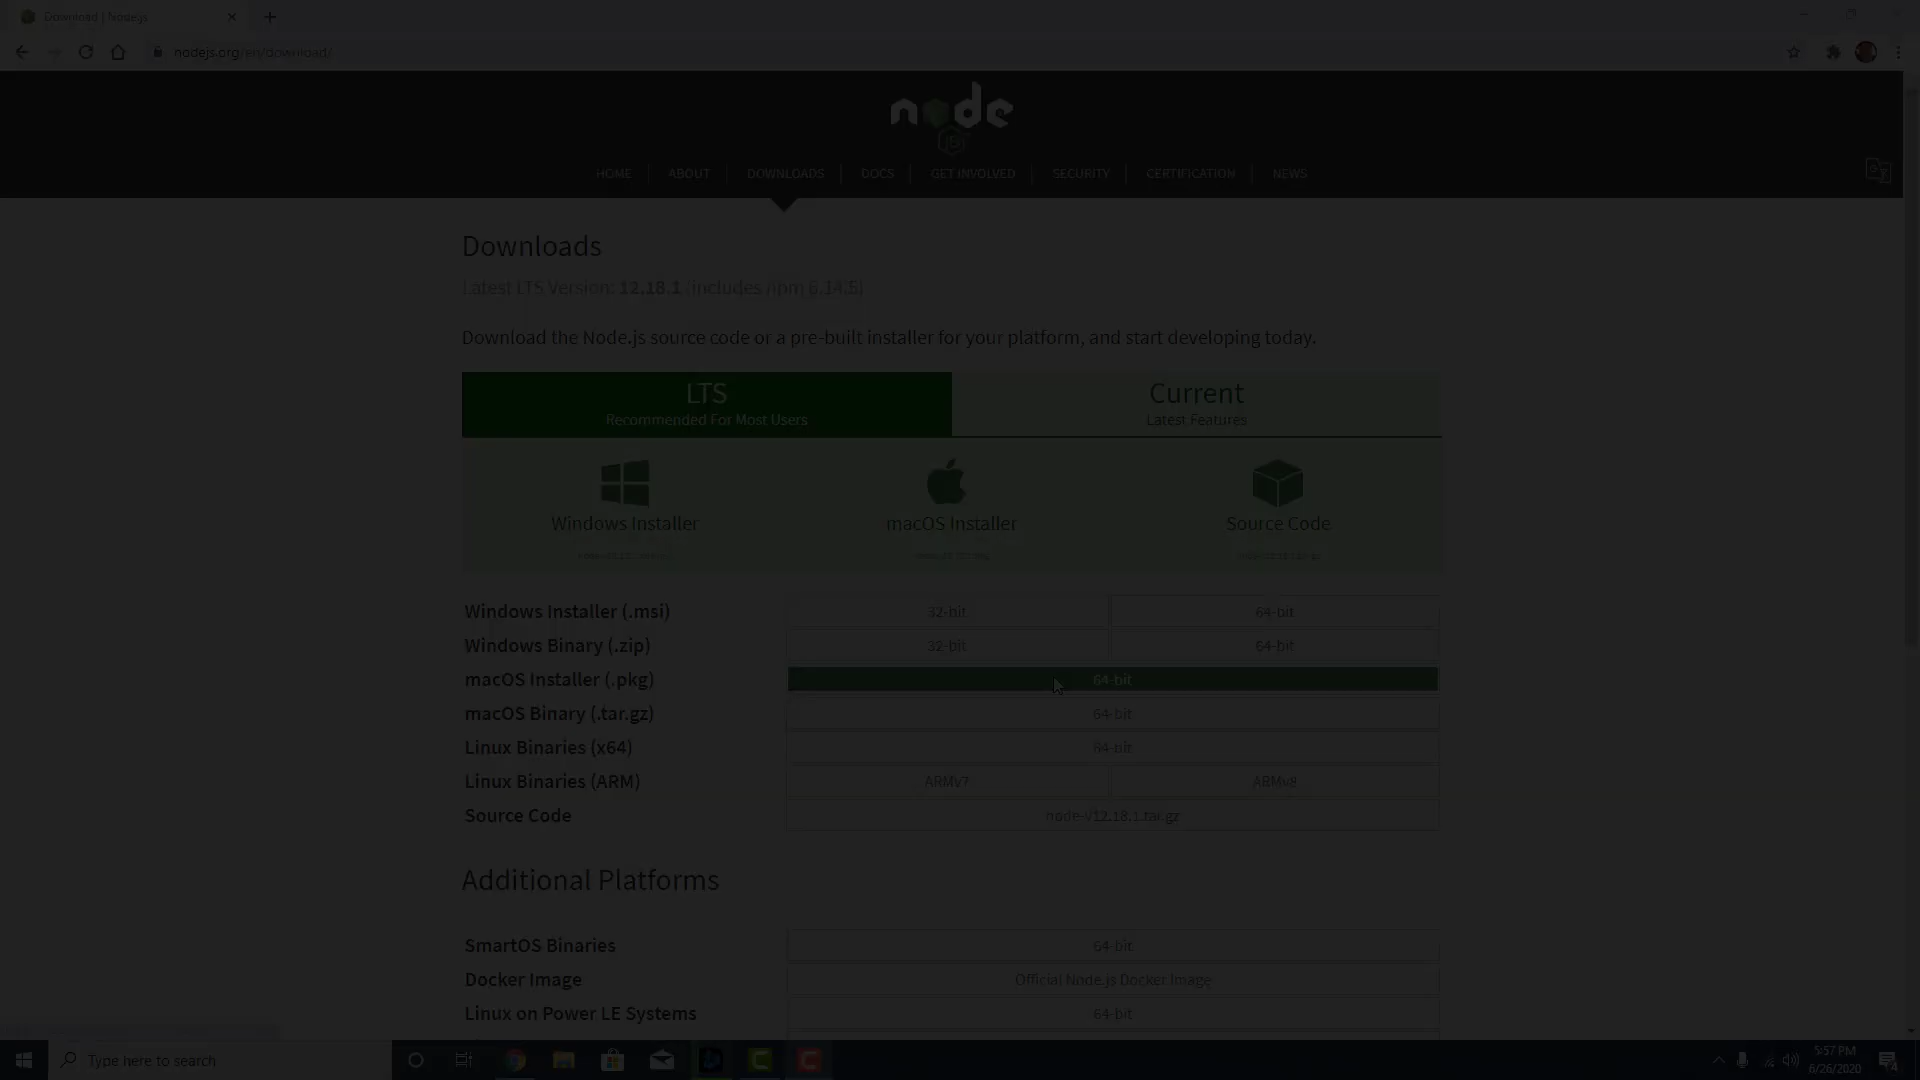 Download | Node.js
nodejs.org/en/download/
node
JS
HOME
ABOUT
DOWNLOADS
DOCS
GET INVOLVED
SECURITY
CERTIFICATION
NEWS
Downloads
Latest LTS Version: 12.18.1 (includes npm 6.14.5)
Download the Node.js source code or a pre-built installer for your platform, and start developing today.
LTS
Recommended For Most Users
Current
Latest Features
Windows Installer
macOS Installer
Source Code
Windows Installer (.msi)
32-bit
64-bit
Windows Binary (.zip)
32-bit
64-bit
macOS Installer (.pkg)
64-bit
macOS Binary (.tar.gz)
64-bit
Linux Binaries (x64)
64-bit
Linux Binaries (ARM)
ARMv7
ARMv8
Source Code
node-v12.18.1.tar.gz
Additional Platforms
SmartOS Binaries
64-bit
Docker Image
Official Node.js Docker Image
Linux on Power LE Systems
64-bit
Type here to search
5:57 PM
6/26/2020